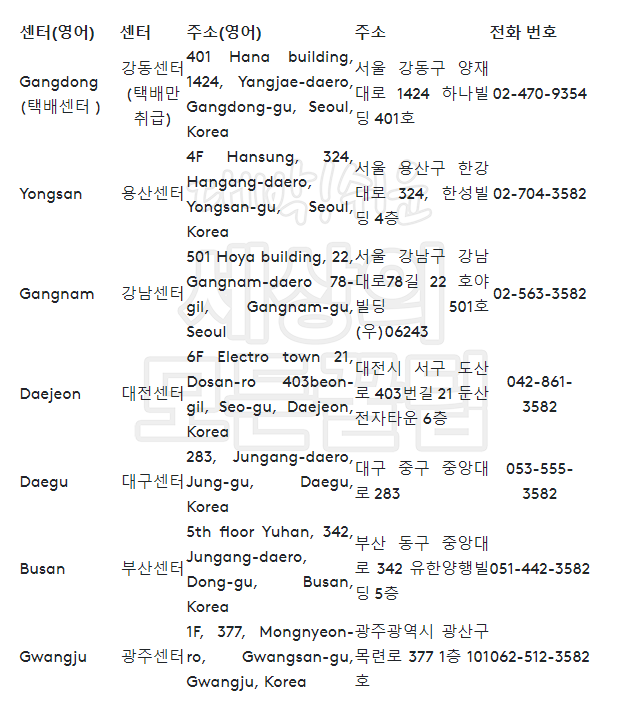 센터(영어) 센터 주소(영어) 주소 전화 번호
Gangdong (택배센터 ) 강동센터 (택배만 취급) 401 Hana building, 1424, Yangjae-daero, Gangdong-gu, Seoul, Korea 서울 강동구 양재대로 1424 하나빌딩 401호 02-470-9354
Yongsan 용산센터 4F Hansung, 324, Hangang-daero, Yongsan-gu, Seoul, Korea 서울 용산구 한강대로 324, 한성빌딩 4층 02-704-3582
Gangnam 강남센터 501 Hoya building, 22, Gangnam-daero 78-gil, Gangnam-gu, Seoul 서울 강남구 강남대로78길 22 호야빌딩 501호 (우)06243 02-563-3582
Daejeon 대전센터 6F Electro town 21, Dosan-ro 403beon-gil, Seo-gu, Daejeon, Korea 대전시 서구 도산로 403번길 21 둔산전자타운 6층 042-861-3582
Daegu 대구센터 283, Jungang-daero, Jung-gu, Daegu, Korea 대구 중구 중앙대로 283 053-555-3582
Busan 부산센터 5th floor Yuhan, 342, Jungang-daero, Dong-gu, Busan, Korea 부산 동구 중앙대로 342 유한양행빌딩 5층 051-442-3582
Gwangju 광주센터 1F, 377, Mongnyeon-ro, Gwangsan-gu, Gwangju, Korea 광주광역시 광산구 목련로 377 1층 101호 062-512-3582
세상의
모든꿀팁